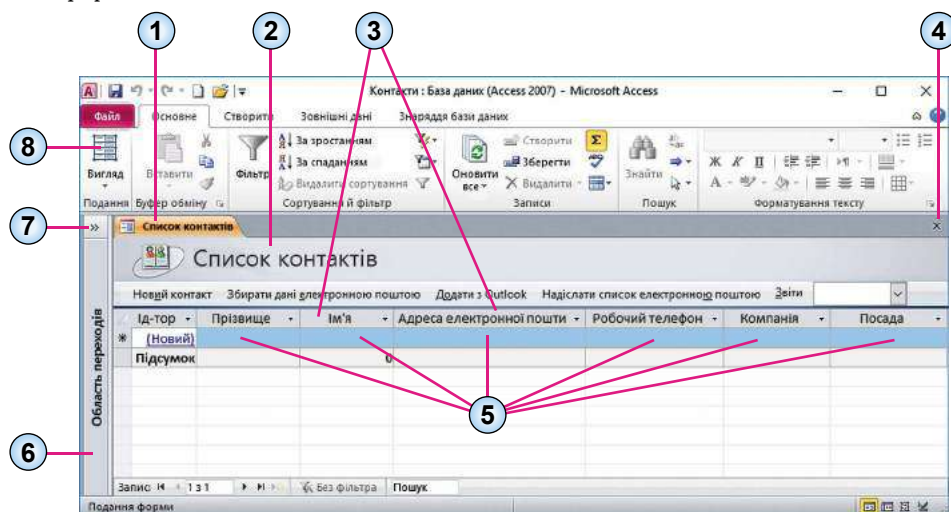 1 2 3 4
Контакти : База даних (Access 2007) - Microsoft Access
Файл Основне Створити Зовнішні дані Знаряддя бази даних
8
Вигляд Вставити Фільтр За зростанням За спаданням Видалити сортування Оновити все Створити Зберегти Видалити Знайти Ж К П А
Подання Буфер обміну Сортування й фільтр Записи Пошук Форматування тексту
7 Список контактів
Список контактів
Новий контакт Збирати дані електронною поштою Додати з Outlook Надіслати список електронною поштою Звіти
Ід-тор Прізвище Ім'я Адреса електронної пошти Робочий телефон Компанія Посада
* (Новий)
Підсумок 0
Область переходів
5
6
Запис 1 з 1 Без фільтра Пошук
Подання форми